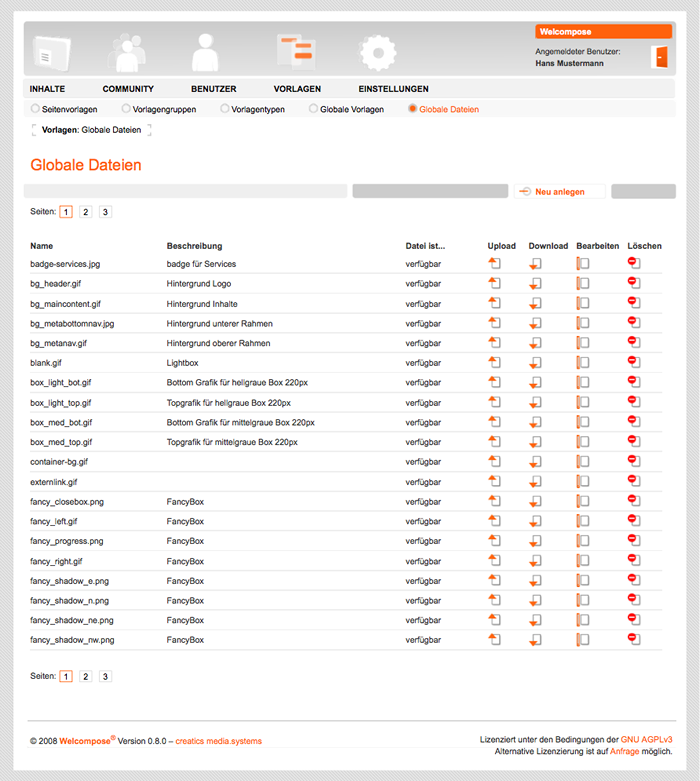 Welcompose
Angemeldeter Benutzer:
Hans Mustermann
INHALTE COMMUNITY BENUTZER VORLAGEN EINSTELLUNGEN
Seitenvorlagen Vorlagengruppen Vorlagentypen Globale Vorlagen Globale Dateien
Vorlagen: Globale Dateien
Globale Dateien
Neu anlegen
Seiten: 1 2 3
Name Beschreibung Datei ist... Upload Download Bearbeiten Löschen
badge-services.jpg badge für Services verfügbar
bg_header.gif Hintergrund Logo verfügbar
bg_maincontent.gif Hintergrund Inhalte verfügbar
bg_metabottomnav.jpg Hintergrund unterer Rahmen verfügbar
bg_metanav.gif Hintergrund oberer Rahmen verfügbar
blank.gif Lightbox verfügbar
box_light_bot.gif Bottom Grafik für hellgraue Box 220px verfügbar
box_light_top.gif Topgrafik für hellgraue Box 220px verfügbar
box_med_bot.gif Bottom Grafik für mittelgraue Box 220px verfügbar
box_med_top.gif Topgrafik für mittelgraue Box 220px verfügbar
container-bg.gif verfügbar
externlink.gif verfügbar
fancy_closebox.png FancyBox verfügbar
fancy_left.gif FancyBox verfügbar
fancy_progress.png FancyBox verfügbar
fancy_right.gif FancyBox verfügbar
fancy_shadow_e.png FancyBox verfügbar
fancy_shadow_n.png FancyBox verfügbar
fancy_shadow_ne.png FancyBox verfügbar
fancy_shadow_nw.png FancyBox verfügbar
Seiten: 1 2 3
© 2008 Welcompose® Version 0.8.0 – creatics media.systems
Lizenziert unter den Bedingungen der GNU AGPLv3
Alternative Lizenzierung ist auf Anfrage möglich.